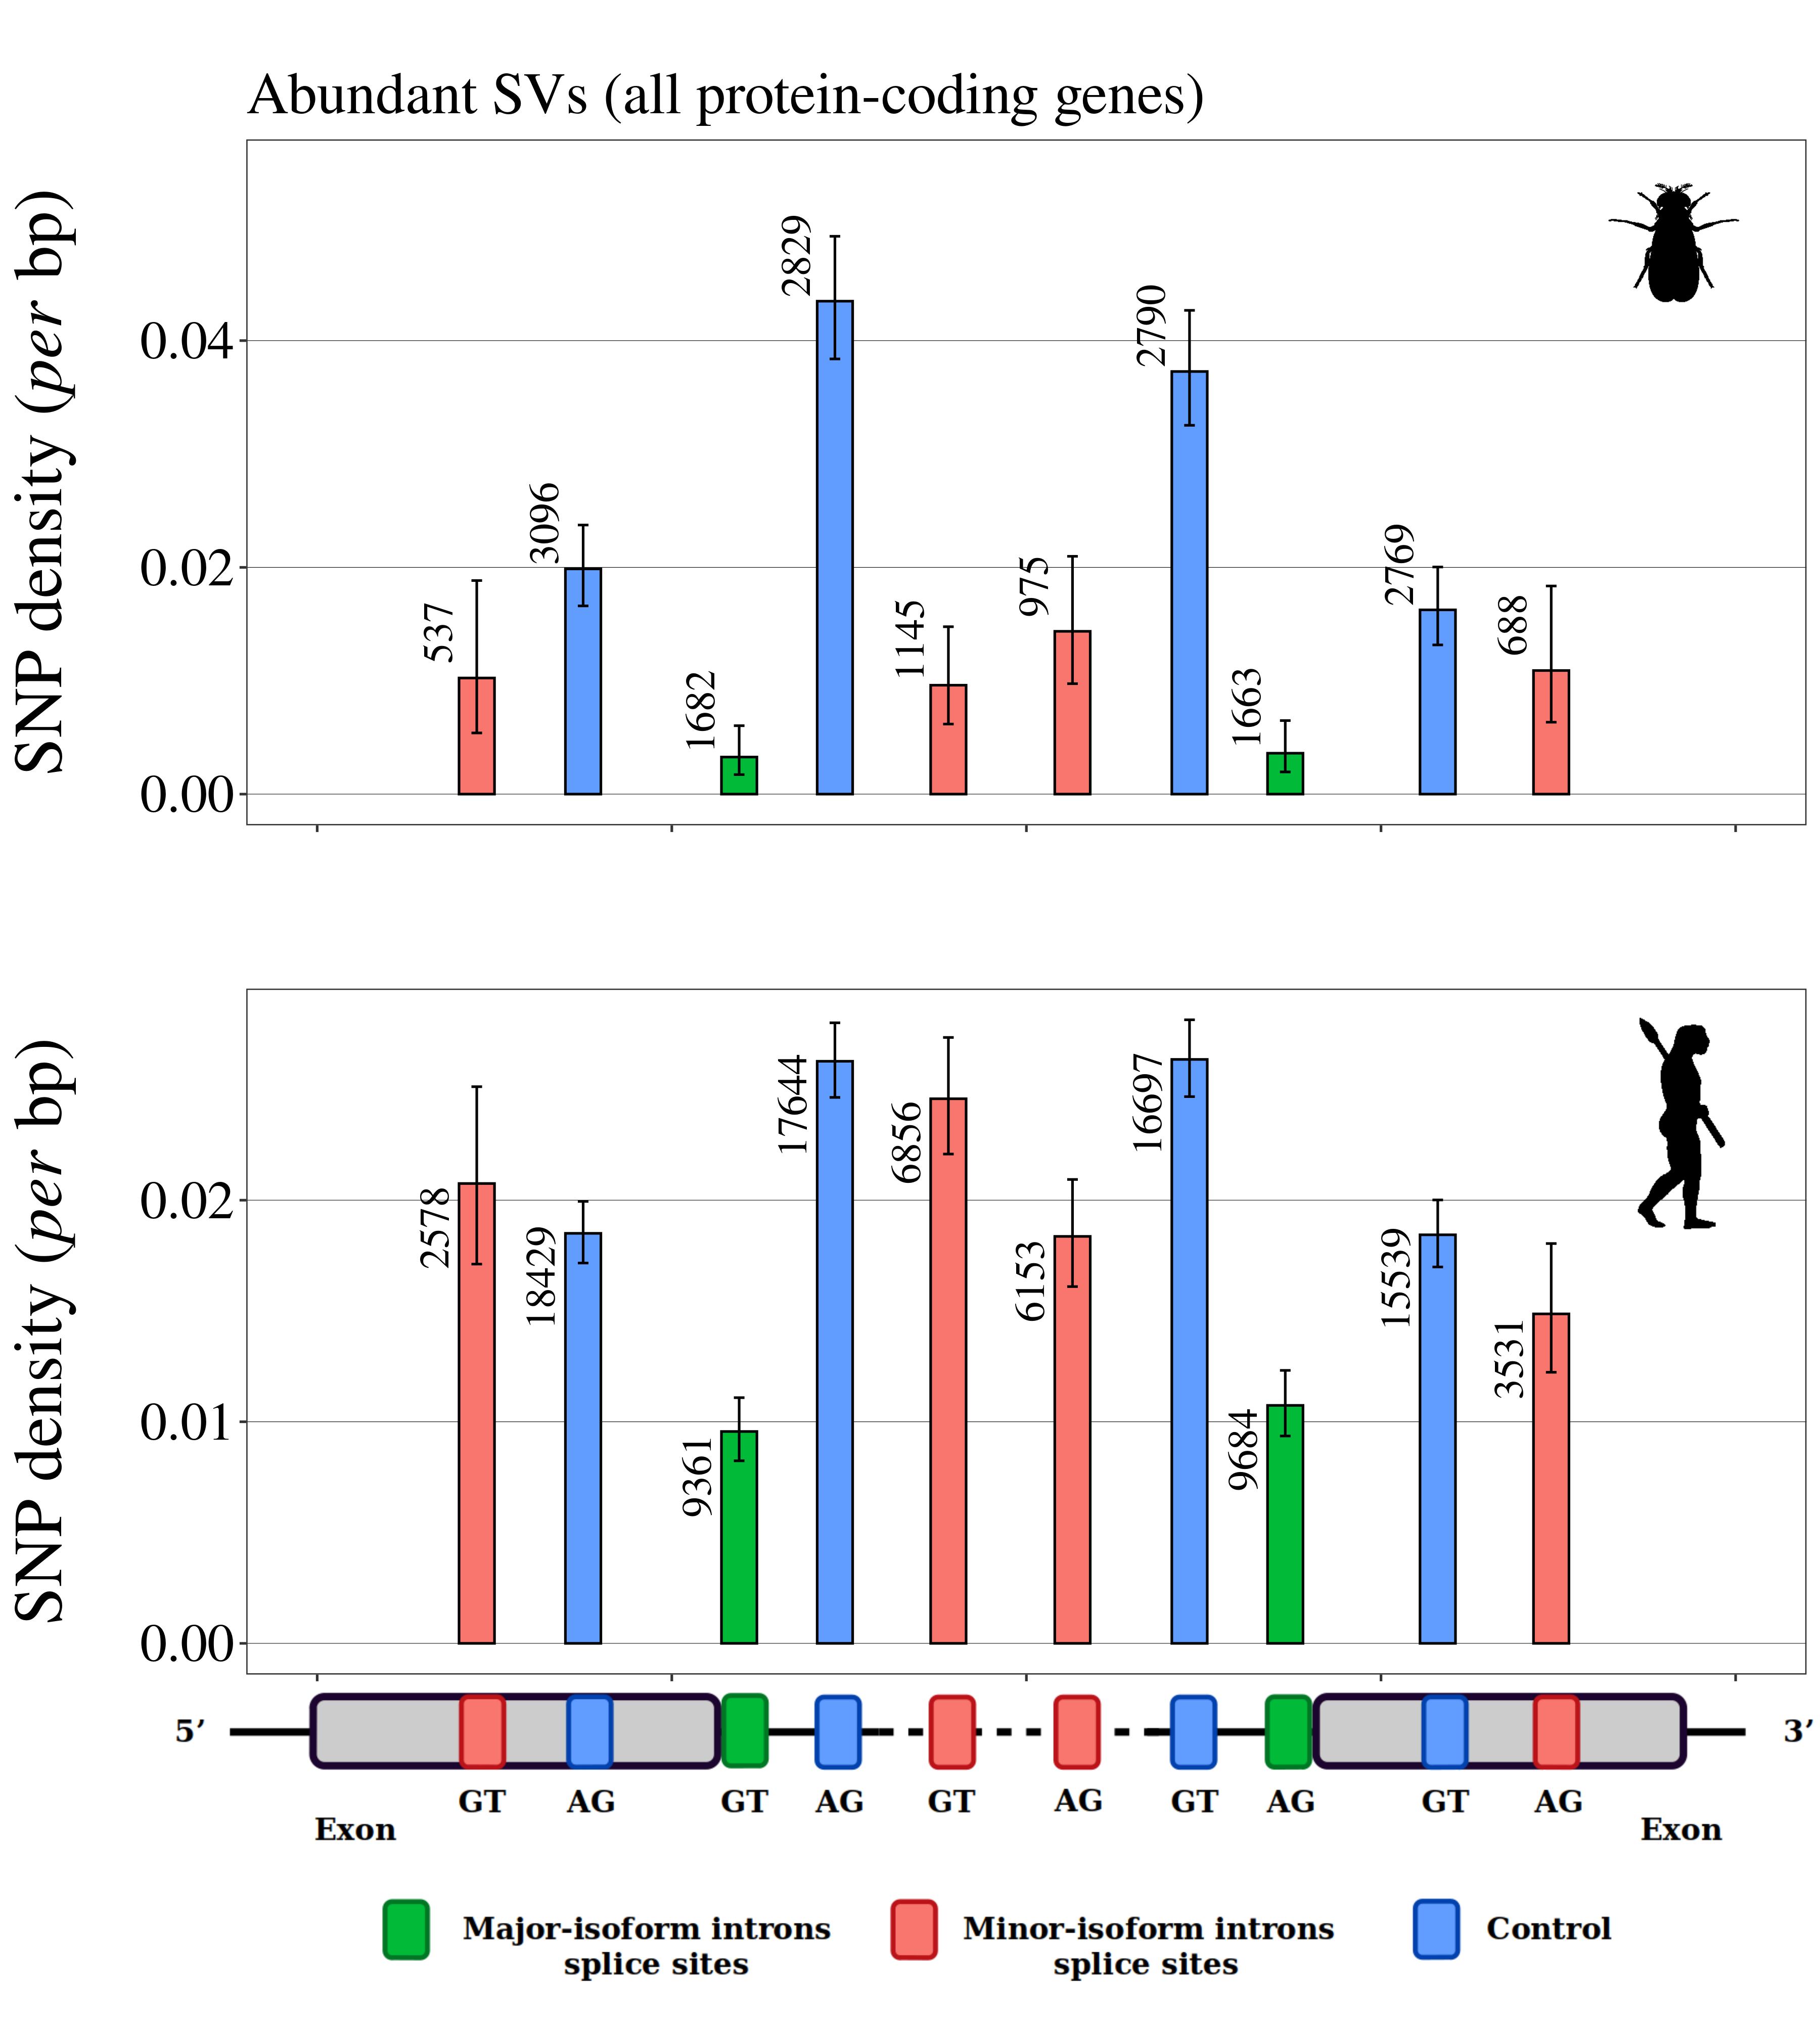 Abundant SVs (all protein-coding genes)
SNP density (per bp)
0.04
0.02
0.00
537
3096
1682
2829
1145
975
2790
1663
2769
688
SNP density (per bp)
0.02
0.01
0.00
2578
18429
9361
17644
6856
6153
16697
9684
15539
3531
5’
3’
GT AG GT AG GT AG GT AG GT AG
Exon Exon
Major-isoform introns
splice sites
Minor-isoform introns
splice sites
Control